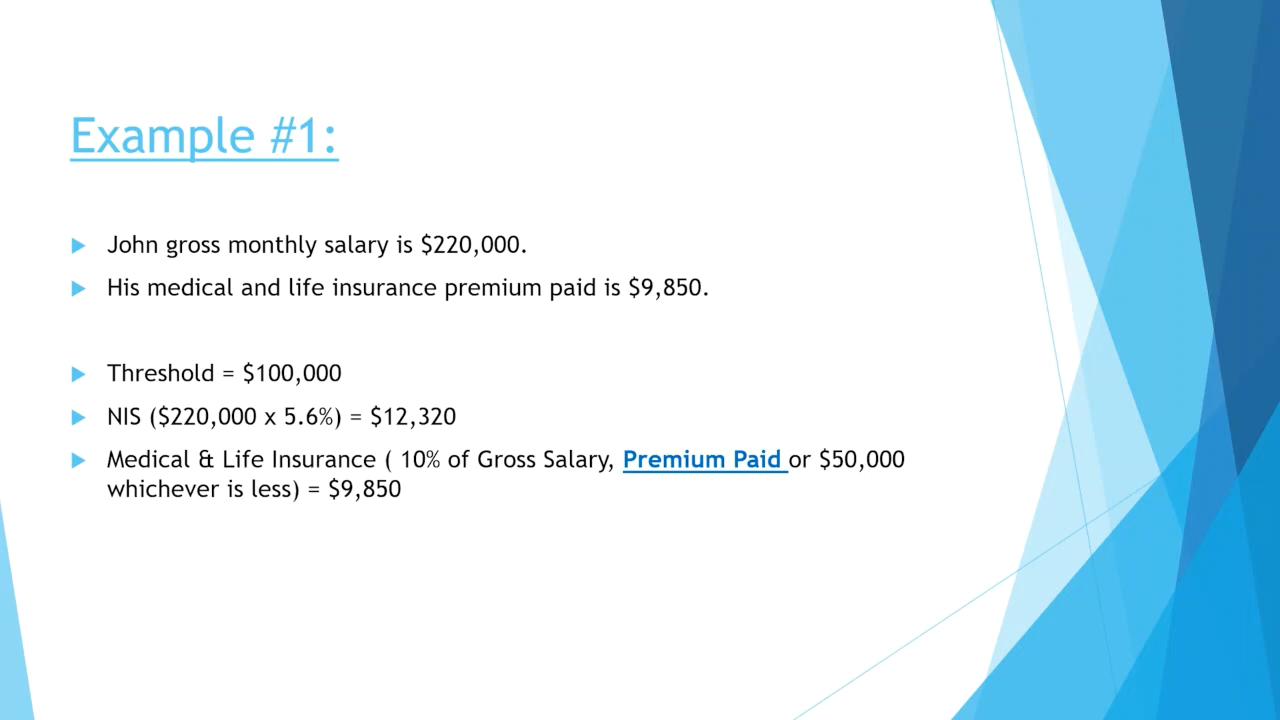 Example #1:
John gross monthly salary is $220,000.
His medical and life insurance premium paid is $9,850.
Threshold = $100,000
NIS ($220,000 x 5.6%) = $12,320
Medical & Life Insurance ( 10% of Gross Salary, Premium Paid or $50,000
whichever is less) = $9,850